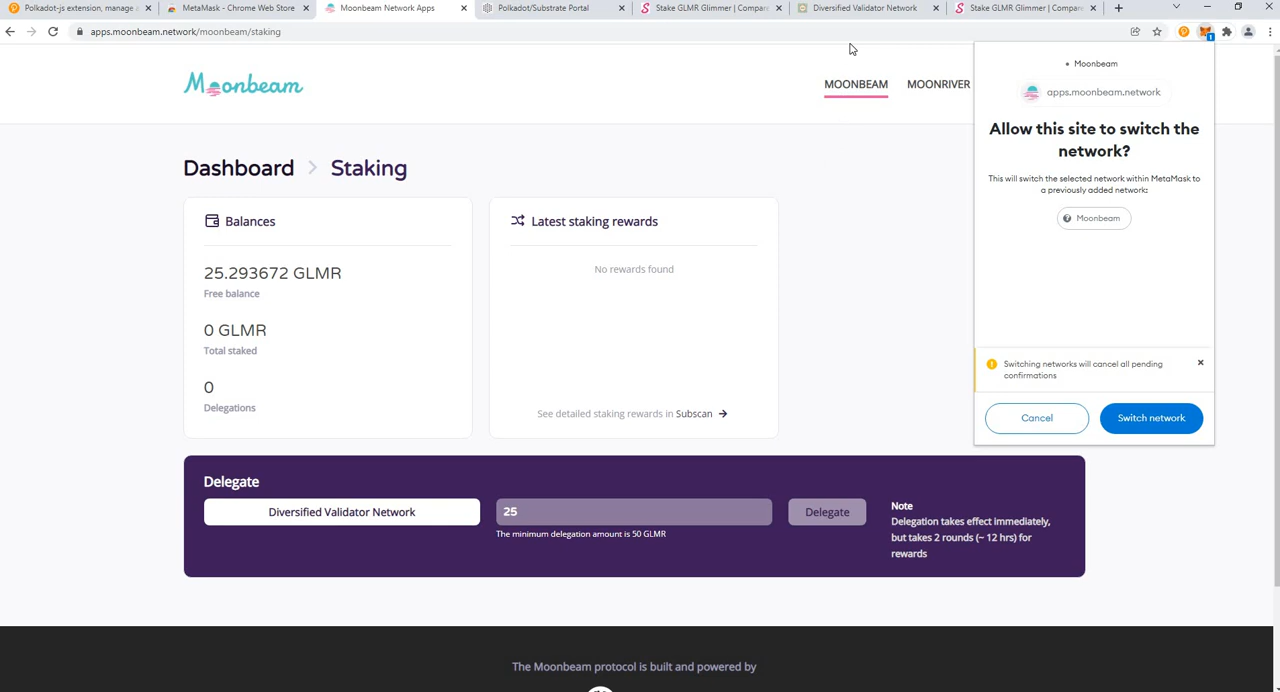 Polkadot-js extension, manage a
MetaMask - Chrome Web Store
Moonbeam Network Apps
Polkadot/Substrate Portal
Stake GLMR Glimmer | Compare
Diversified Validator Network
Stake GLMR Glimmer | Compare
apps.moonbeam.network/moonbeam/staking
1
Moonbeam
MOONBEAM
MOONRIVER
Dashboard > Staking
Balances
25.293672 GLMR
Free balance
0 GLMR
Total staked
0
Delegations
Latest staking rewards
No rewards found
See detailed staking rewards in Subscan →
Delegate
Diversified Validator Network
25
The minimum delegation amount is 50 GLMR
Delegate
Note
Delegation takes effect immediately,
but takes 2 rounds (~ 12 hrs) for
rewards
The Moonbeam protocol is built and powered by
Moonbeam
apps.moonbeam.network
Allow this site to switch the
network?
This will switch the selected network within MetaMask to
a previously added network:
? Moonbeam
Switching networks will cancel all pending
confirmations
Cancel
Switch network